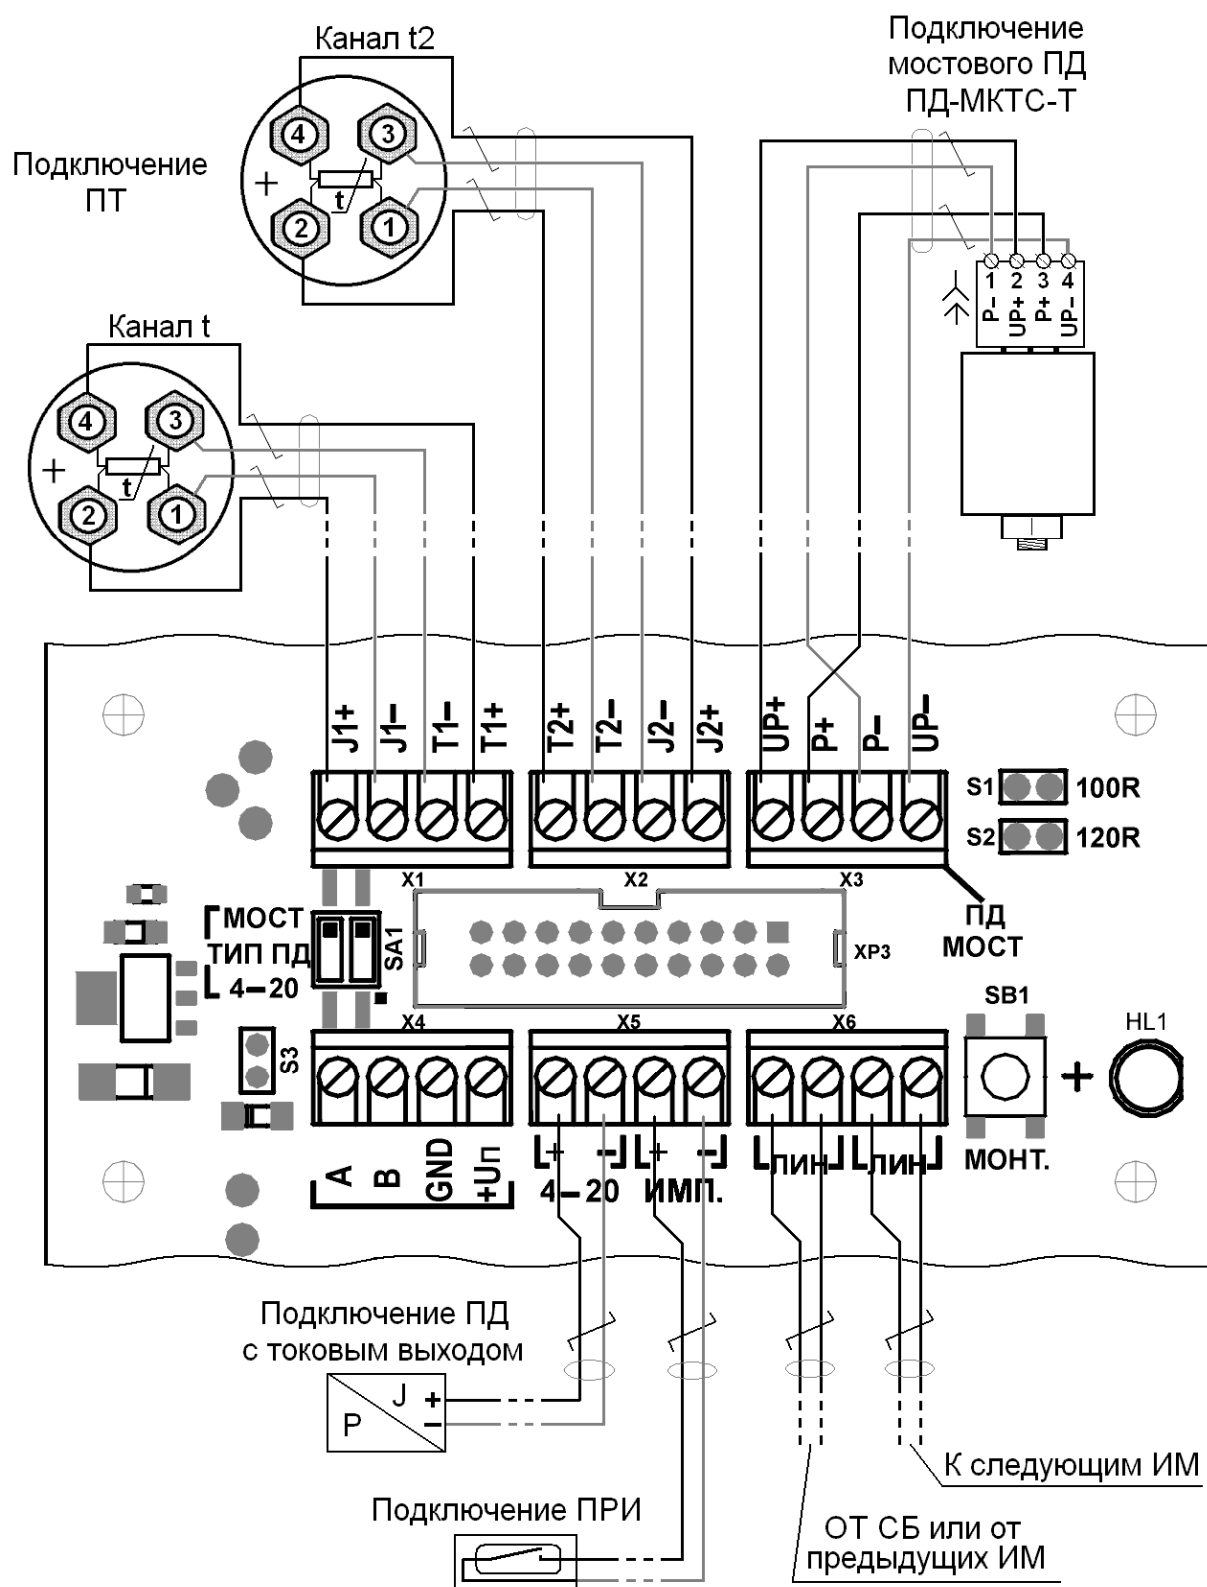 Канал t2
Подключение
мостового ПД
ПД-МКТС-Т
Подключение
ПТ
4
3
+
t
2
1
1 2 3 4
P– UP+ P+ UP–
Канал t
4
3
+
t
2
1
J1+ J1– T1– T1+
T2+ T2– J2– J2+
UP+ P+ P– UP–
S1 100R
S2 120R
X1
X2
X3
МОСТ
ТИП ПД
4–20
SA1
XP3
ПД
МОСТ
X4
X5
X6
SB1
HL1
S3
+
A B GND +Uп
+ –
4–20
+ –
ИМП.
ЛИН
ЛИН
МОНТ.
Подключение ПД
с токовым выходом
J +
P –
К следующим ИМ
Подключение ПРИ
ОТ СБ или от
предыдущих ИМ